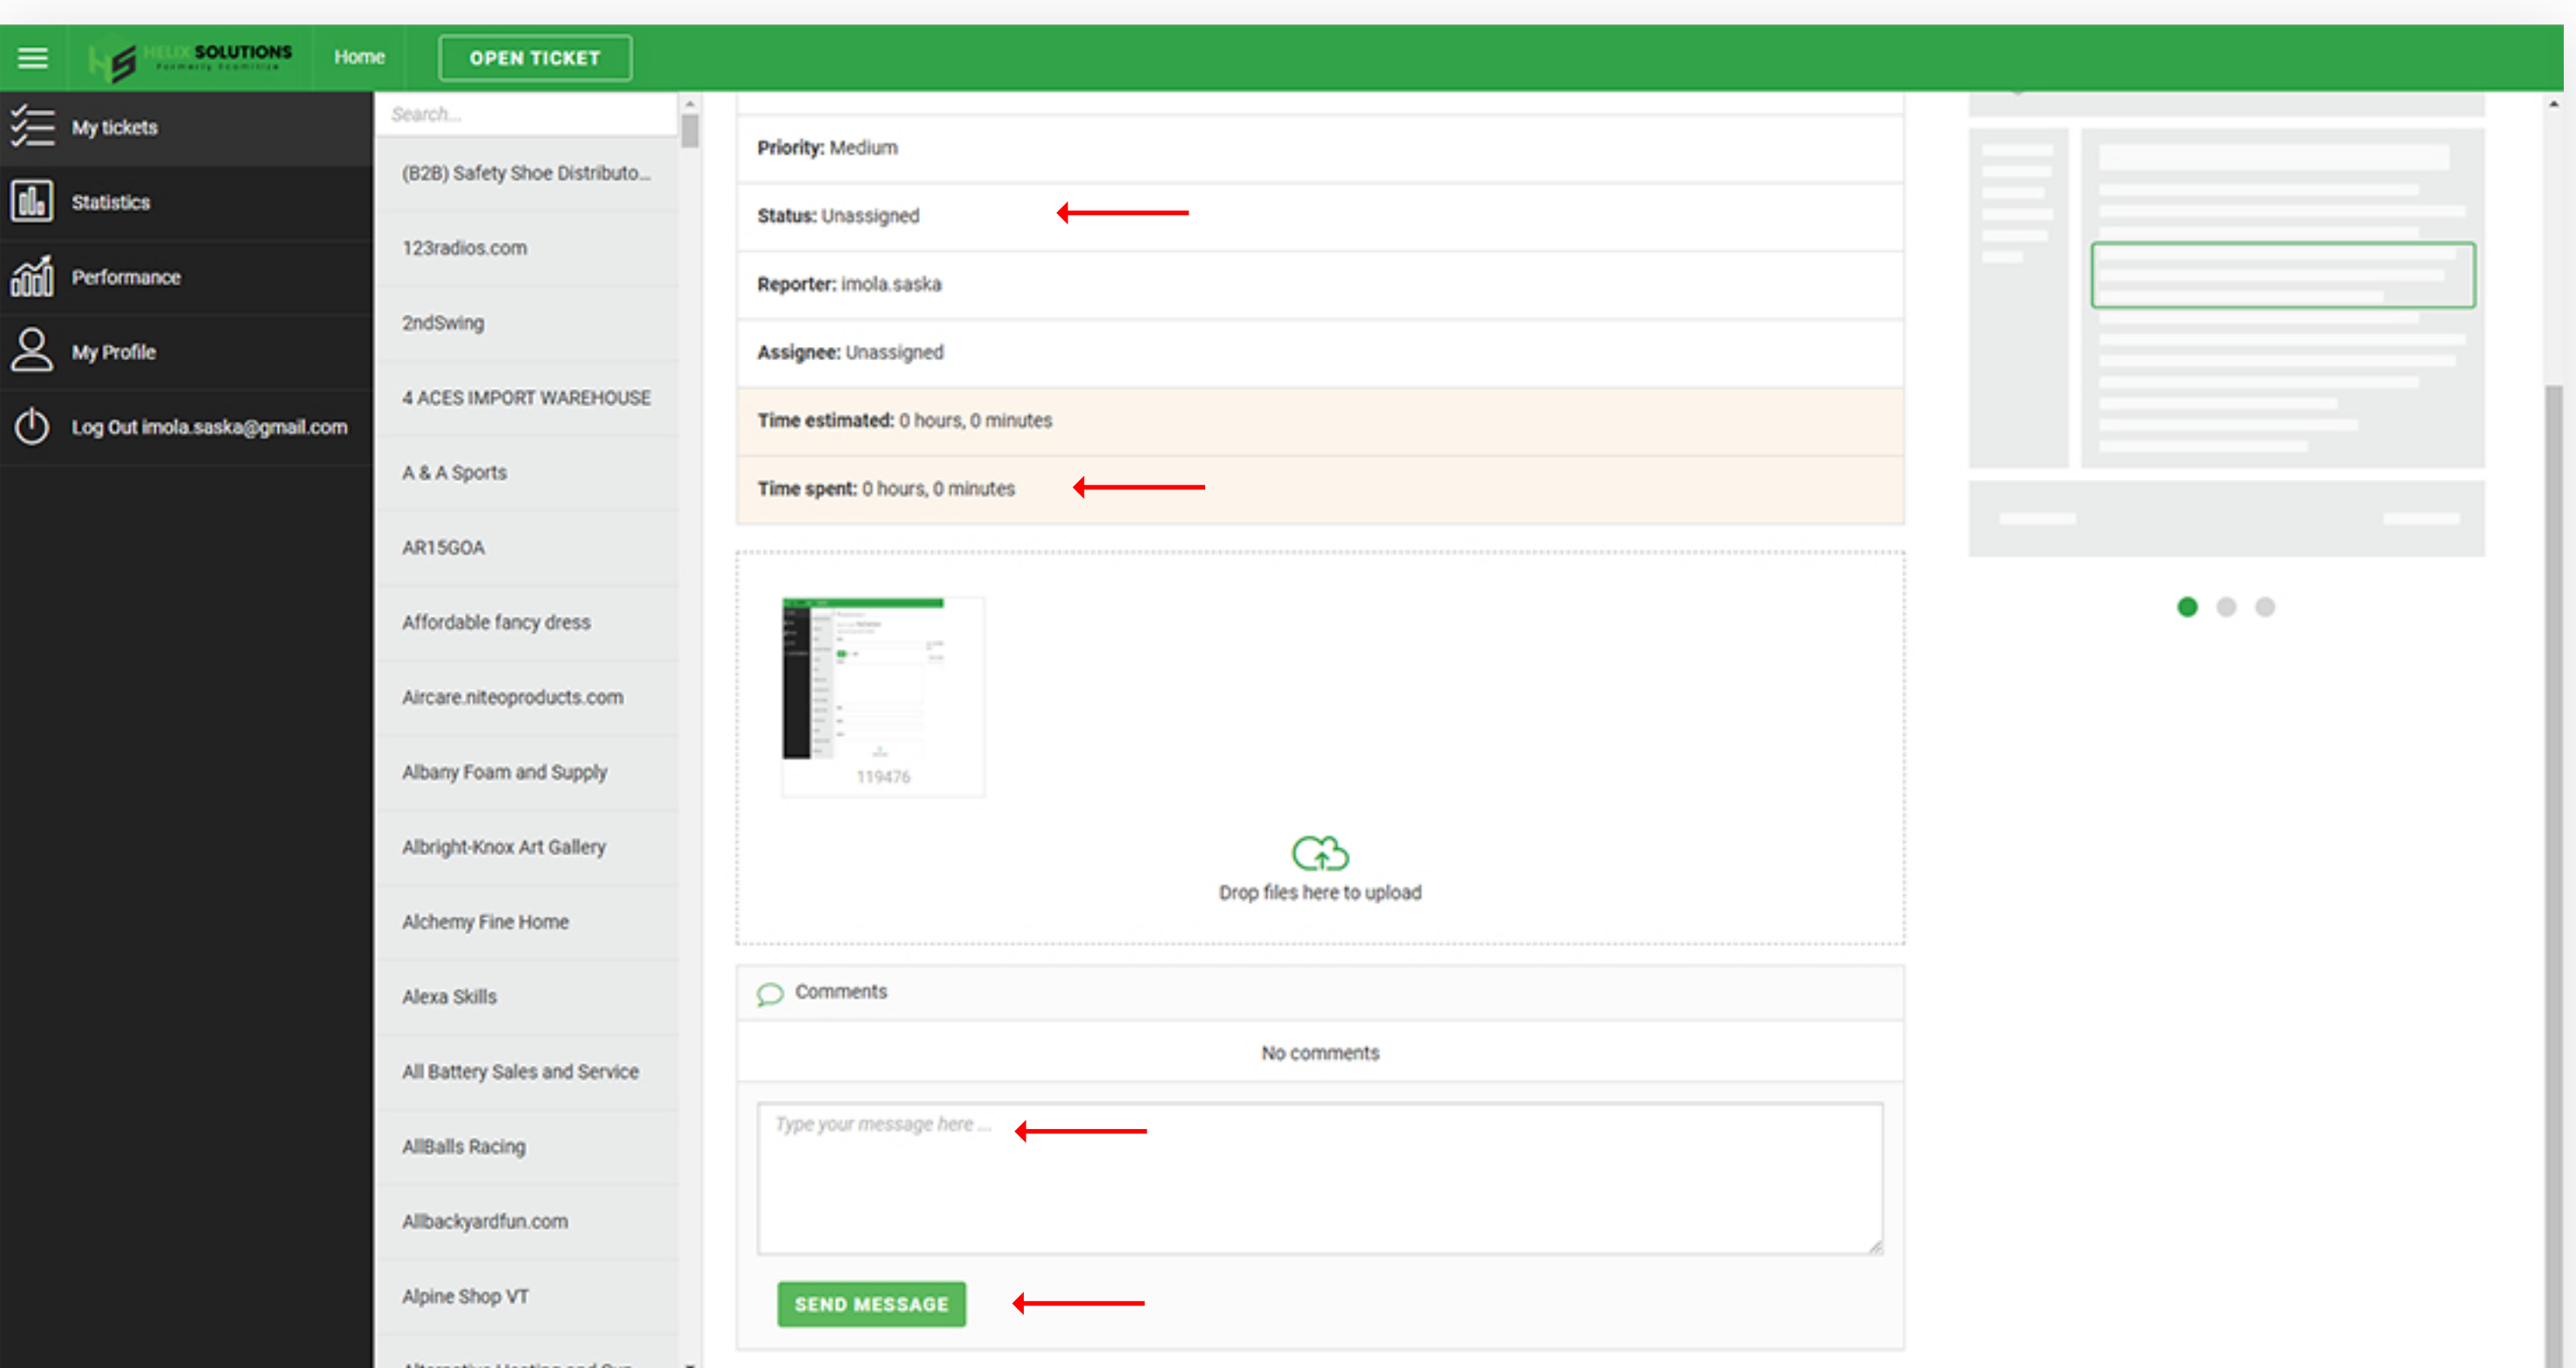 HELIX SOLUTIONS
Formerly Ecomitize
Home
OPEN TICKET
My tickets
Statistics
Performance
My Profile
Log Out imola.saska@gmail.com
Search...
(B2B) Safety Shoe Distributo...
123radios.com
2ndSwing
4 ACES IMPORT WAREHOUSE
A & A Sports
AR15GOA
Affordable fancy dress
Aircare.niteoproducts.com
Albany Foam and Supply
Albright-Knox Art Gallery
Alchemy Fine Home
Alexa Skills
All Battery Sales and Service
AllBalls Racing
Allbackyardfun.com
Alpine Shop VT
Priority: Medium
Status: Unassigned
Reporter: imola.saska
Assignee: Unassigned
Time estimated: 0 hours, 0 minutes
Time spent: 0 hours, 0 minutes
119476
Drop files here to upload
Comments
No comments
Type your message here ...
SEND MESSAGE